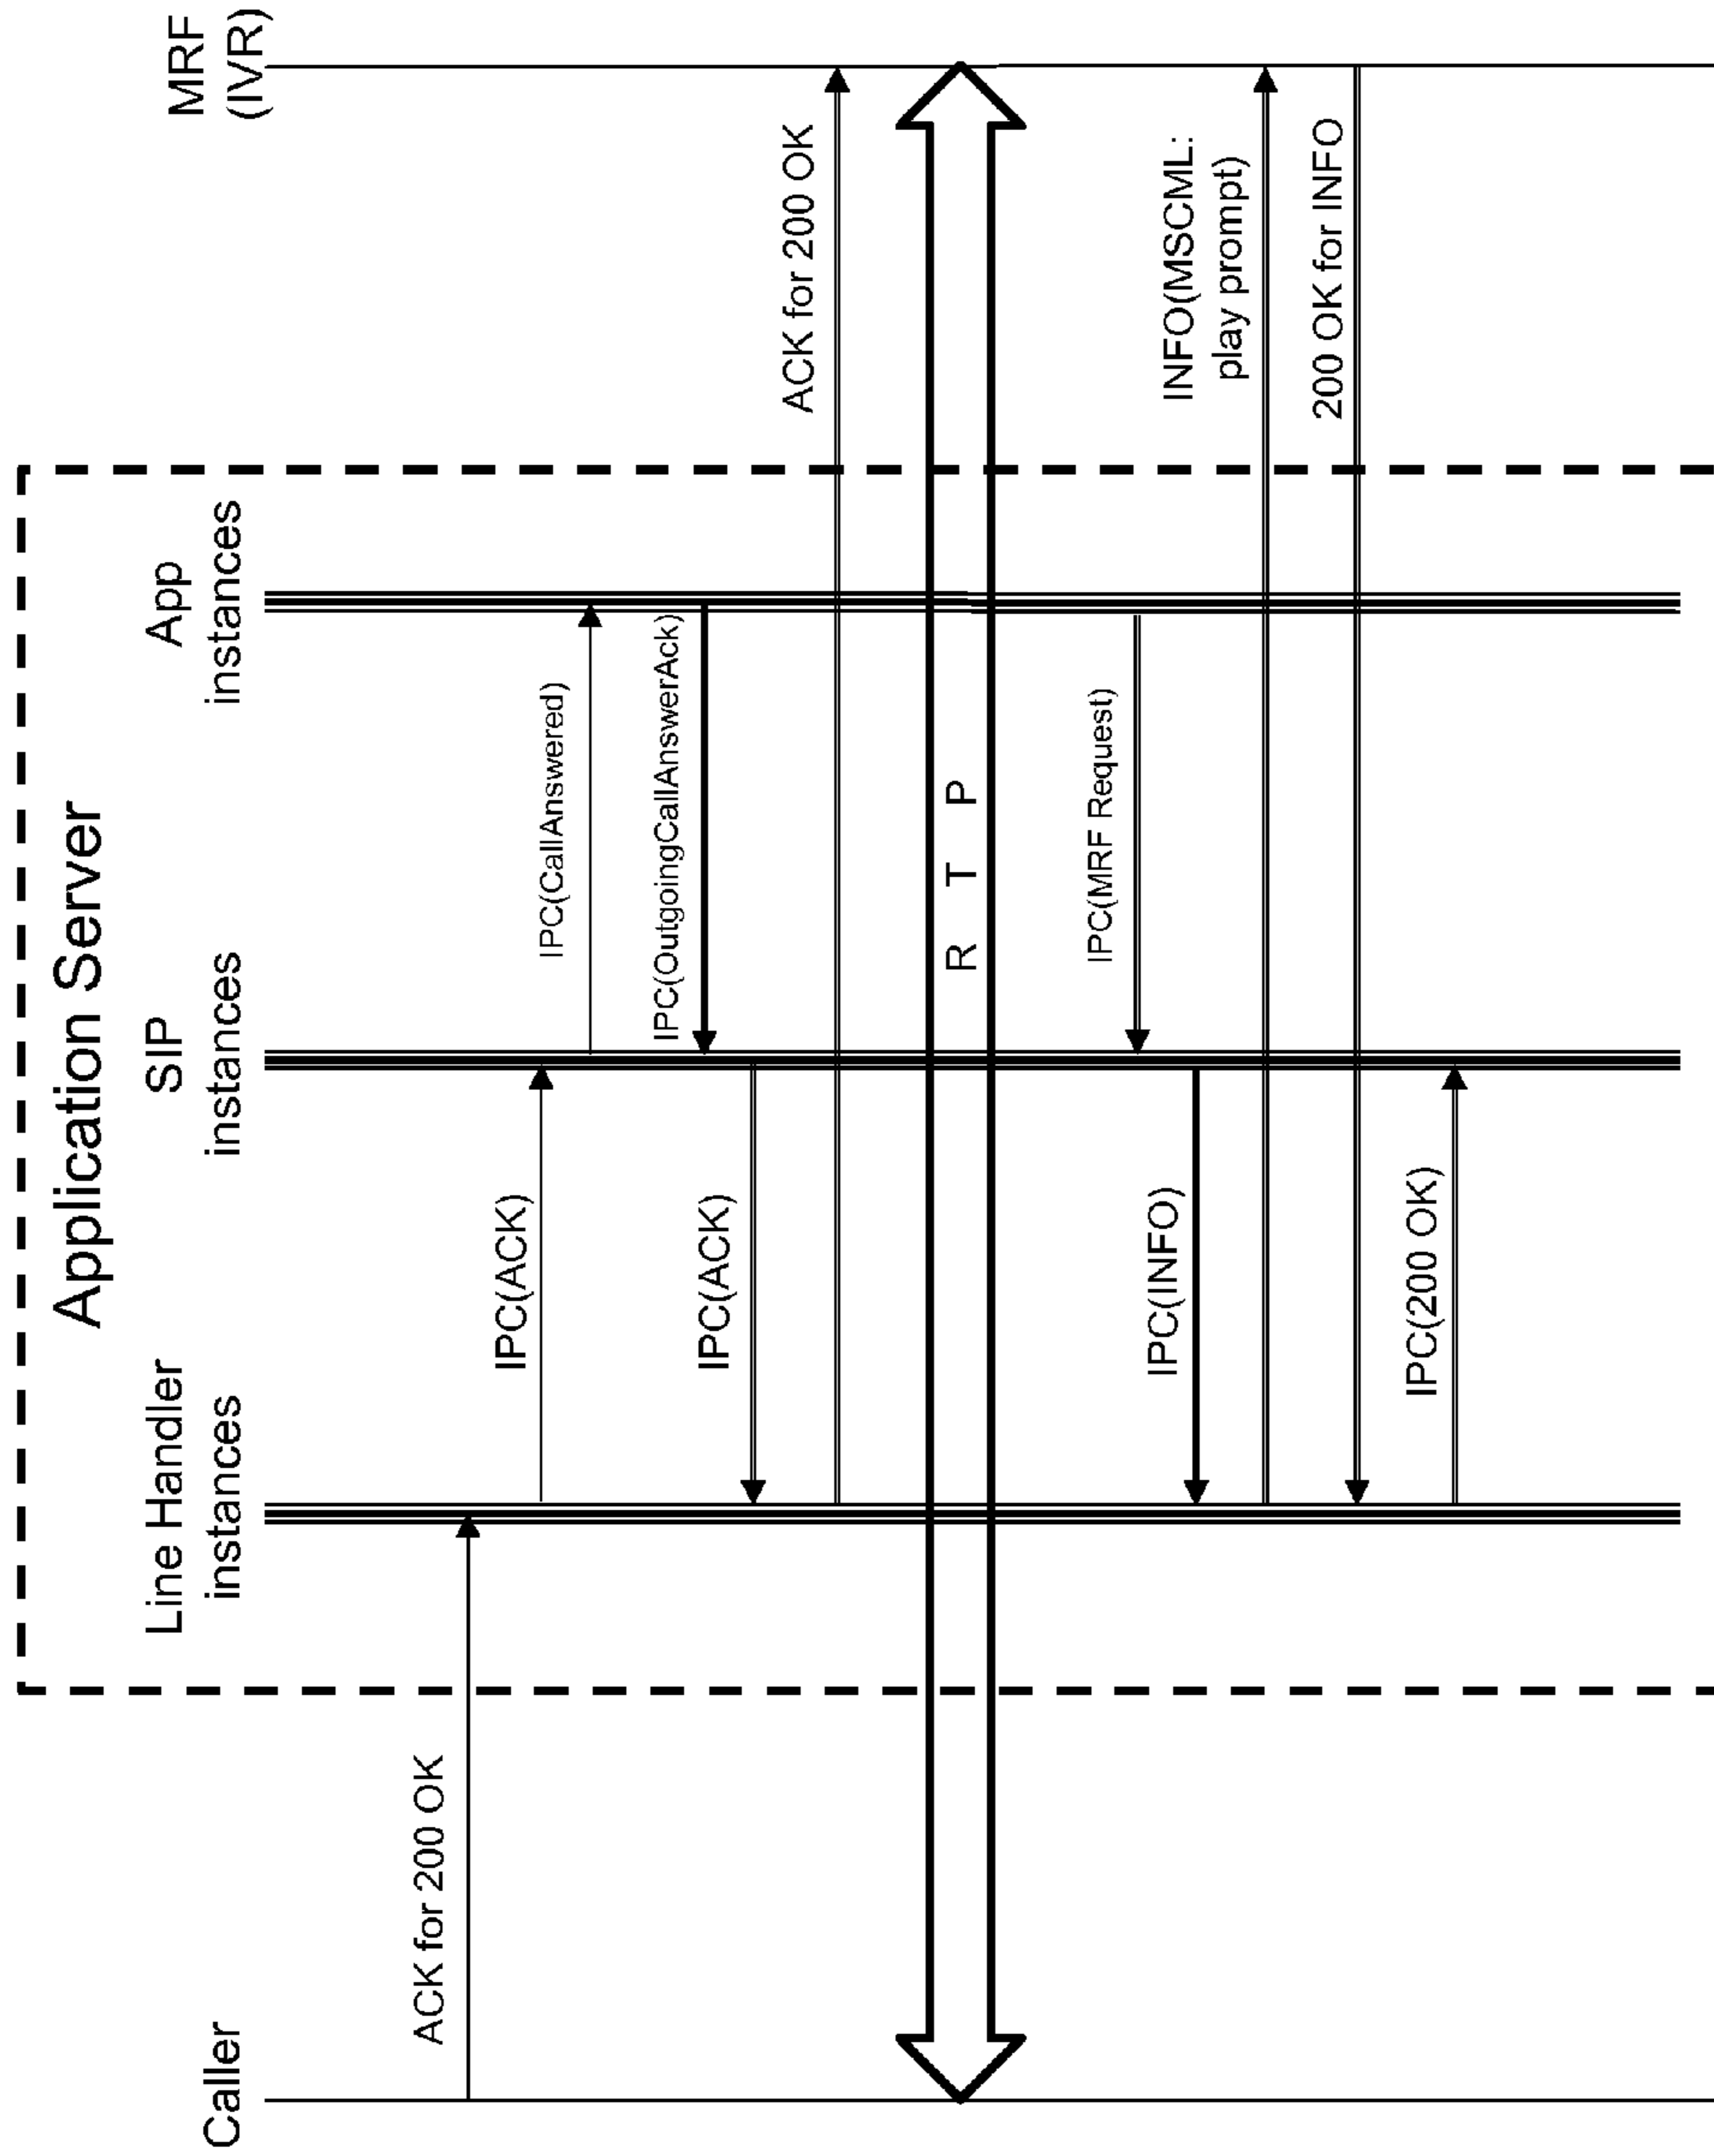 Application Server
Caller
Line Handler
instances
SIP
instances
App
instances
MRF
(IVR)
ACK for 200 OK
IPC(ACK)
IPC(CallAnswered)
IPC(OutgoingCallAnswerAck)
IPC(ACK)
ACK for 200 OK
R T P
IPC(MRF Request)
IPC(INFO)
INFO(MSCML:
play prompt)
200 OK for INFO
IPC(200 OK)